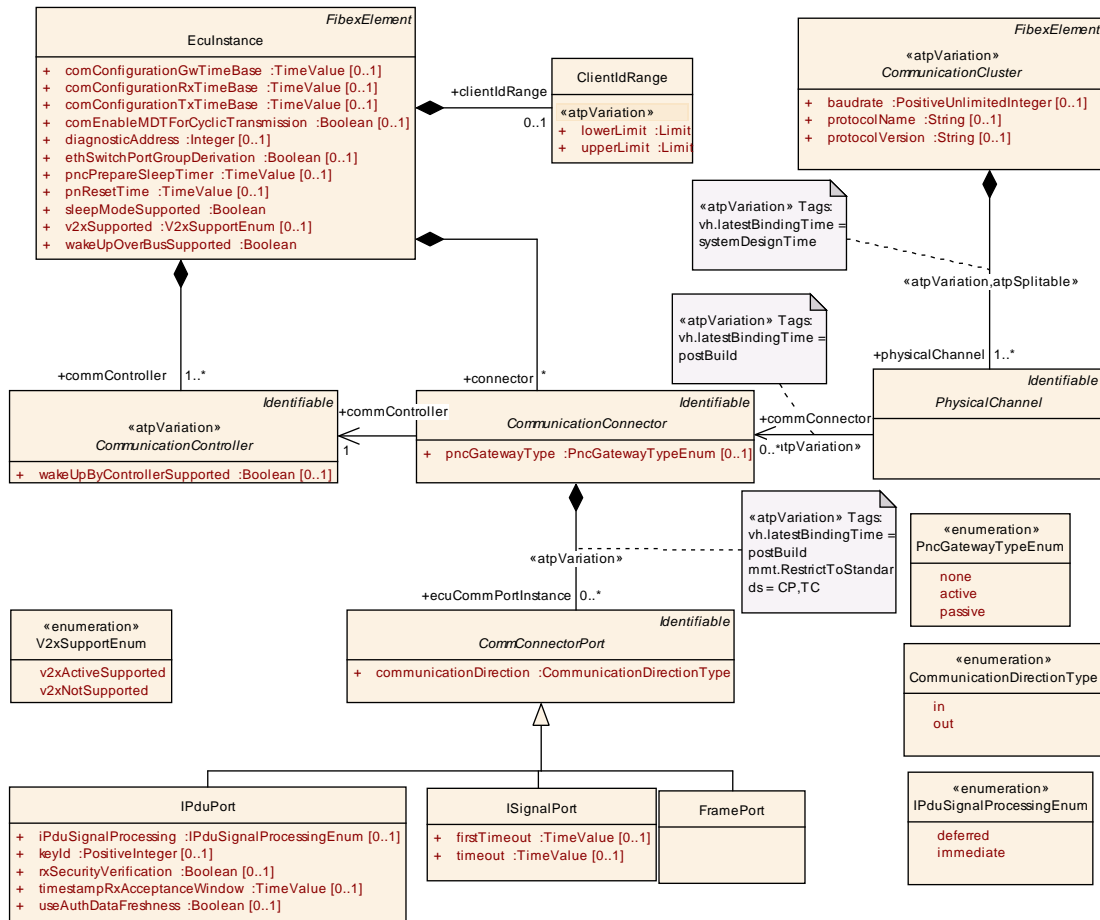 FibexElement
EcuInstance
+ comConfigurationGwTimeBase :TimeValue [0..1]
+ comConfigurationRxTimeBase :TimeValue [0..1]
+ comConfigurationTxTimeBase :TimeValue [0..1]
+ comEnableMDTForCyclicTransmission :Boolean [0..1]
+ diagnosticAddress :Integer [0..1]
+ ethSwitchPortGroupDerivation :Boolean [0..1]
+ pncPrepareSleepTimer :TimeValue [0..1]
+ pnResetTime :TimeValue [0..1]
+ sleepModeSupported :Boolean
+ v2xSupported :V2xSupportEnum [0..1]
+ wakeUpOverBusSupported :Boolean
+clientIdRange
0..1
ClientIdRange
«atpVariation»
+ lowerLimit :Limit
+ upperLimit :Limit
FibexElement
«atpVariation»
CommunicationCluster
+ baudrate :PositiveUnlimitedInteger [0..1]
+ protocolName :String [0..1]
+ protocolVersion :String [0..1]
«atpVariation» Tags:
vh.latestBindingTime =
systemDesignTime
«atpVariation,atpSplitable»
«atpVariation» Tags:
vh.latestBindingTime =
postBuild
+physicalChannel
1..*
+commController
1..*
+connector
*
Identifiable
«atpVariation»
CommunicationController
+ wakeUpByControllerSupported :Boolean [0..1]
+commController
1
Identifiable
CommunicationConnector
+ pncGatewayType :PncGatewayTypeEnum [0..1]
+commConnector
0..*
«atpVariation»
Identifiable
PhysicalChannel
«atpVariation» Tags:
vh.latestBindingTime =
postBuild
mmt.RestrictToStandar
ds = CP,TC
«atpVariation»
+ecuCommPortInstance
0..*
«enumeration»
PncGatewayTypeEnum
none
active
passive
«enumeration»
V2xSupportEnum
v2xActiveSupported
v2xNotSupported
Identifiable
CommConnectorPort
+ communicationDirection :CommunicationDirectionType
«enumeration»
CommunicationDirectionType
in
out
IPduPort
+ iPduSignalProcessing :IPduSignalProcessingEnum [0..1]
+ keyId :PositiveInteger [0..1]
+ rxSecurityVerification :Boolean [0..1]
+ timestampRxAcceptanceWindow :TimeValue [0..1]
+ useAuthDataFreshness :Boolean [0..1]
ISignalPort
+ firstTimeout :TimeValue [0..1]
+ timeout :TimeValue [0..1]
FramePort
«enumeration»
IPduSignalProcessingEnum
deferred
immediate